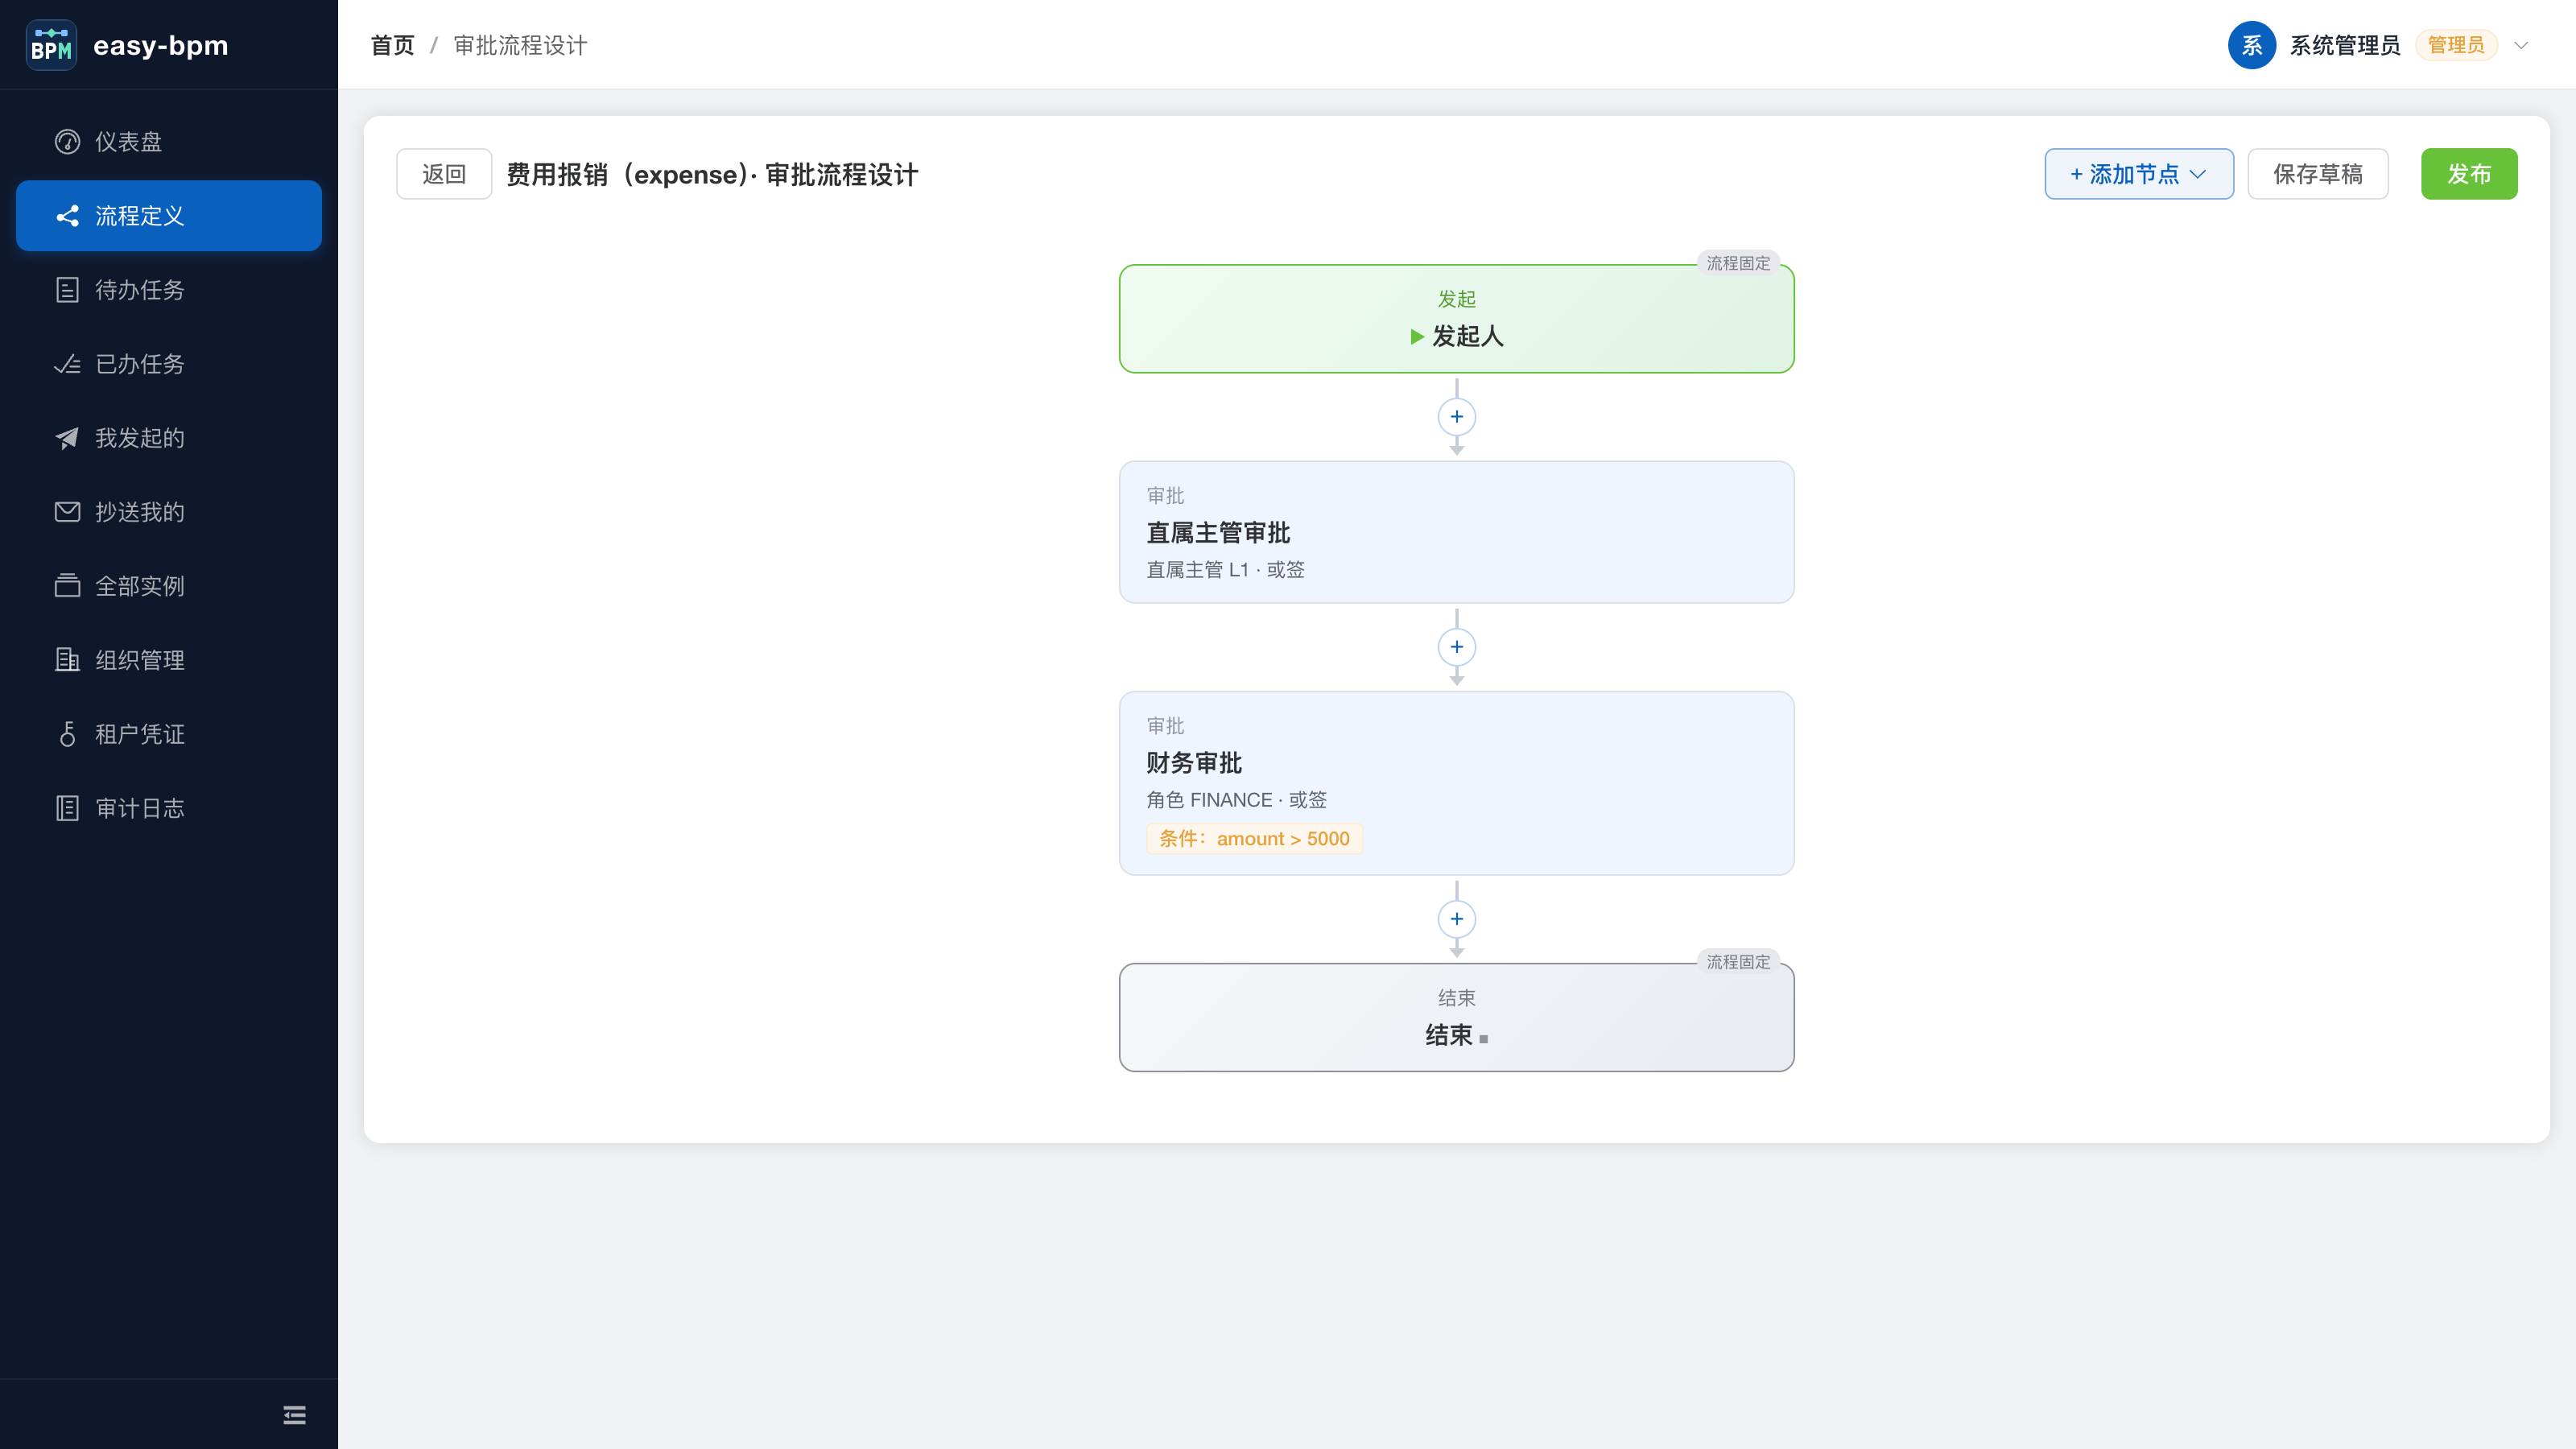 BPM easy-bpm
首页 / 审批流程设计
系 系统管理员 管理员
仪表盘
流程定义
待办任务
已办任务
我发起的
抄送我的
全部实例
组织管理
租户凭证
审计日志
返回 费用报销（expense）· 审批流程设计
+ 添加节点 保存草稿 发布
流程固定
发起
发起人
+
审批
直属主管审批
直属主管 L1 · 或签
+
审批
财务审批
角色 FINANCE · 或签
条件：amount > 5000
+
流程固定
结束
结束